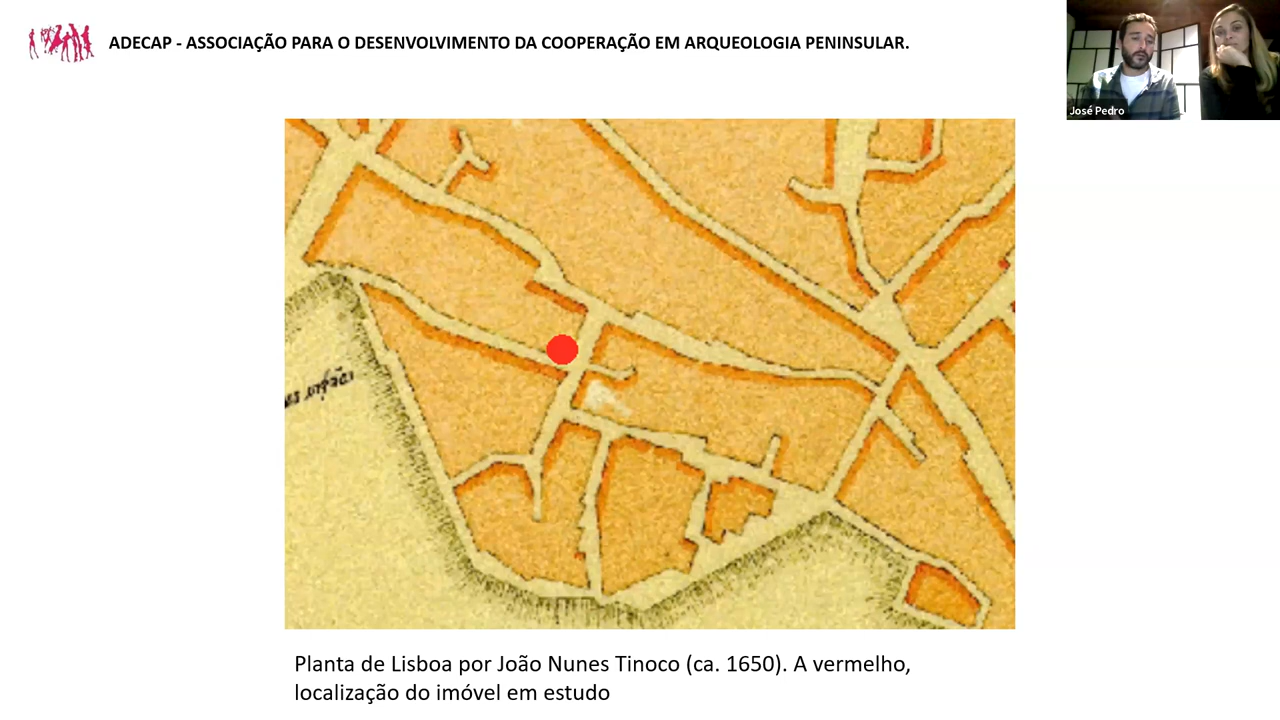 ADECAP - ASSOCIAÇÃO PARA O DESENVOLVIMENTO DA COOPERAÇÃO EM ARQUEOLOGIA PENINSULAR.
José Pedro
Planta de Lisboa por João Nunes Tinoco (ca. 1650). A vermelho,
localização do imóvel em estudo